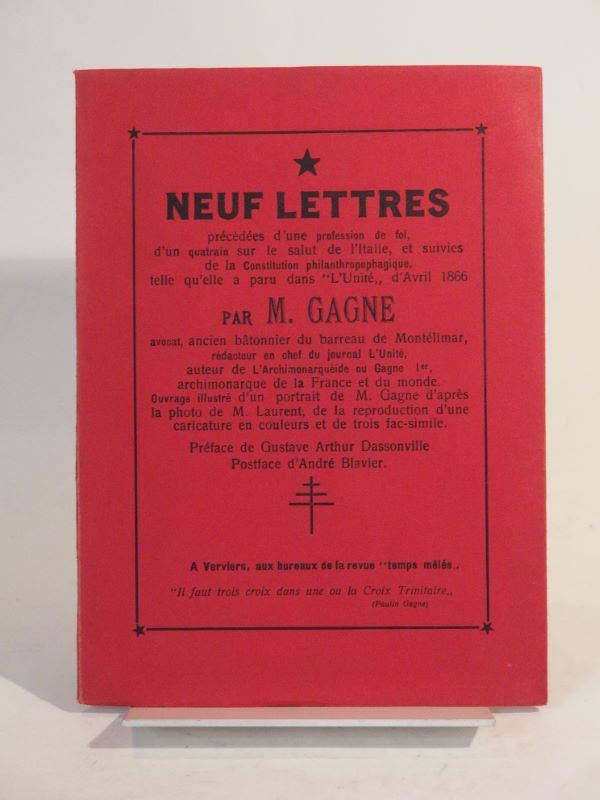 NEUF LETTRES
précédées d'une profession de foi,
d'un quatrain sur le salut de l'Italie, et suivies
de la Constitution philanthropophagique,
telle qu'elle a paru dans "L'Unité„ d'Avril 1866
PAR M. GAGNE
avocat, ancien bâtonnier du barreau de Montélimar,
rédacteur en chef du journal L'Unité,
auteur de L'Archimonarquéide ou Gagne Ier,
archimonarque de la France et du monde.
Ouvrage illustré d'un portrait de M. Gagne d'après
la photo de M. Laurent, de la reproduction d'une
caricature en couleurs et de trois fac-simile.
Préface de Gustave Arthur Dassonville
Postface d'André Blavier.
A Verviers, aux bureaux de la revue "temps mêlés„
"Il faut trois croix dans une ou la Croix Trinitaire„
(Paulin Gagne)